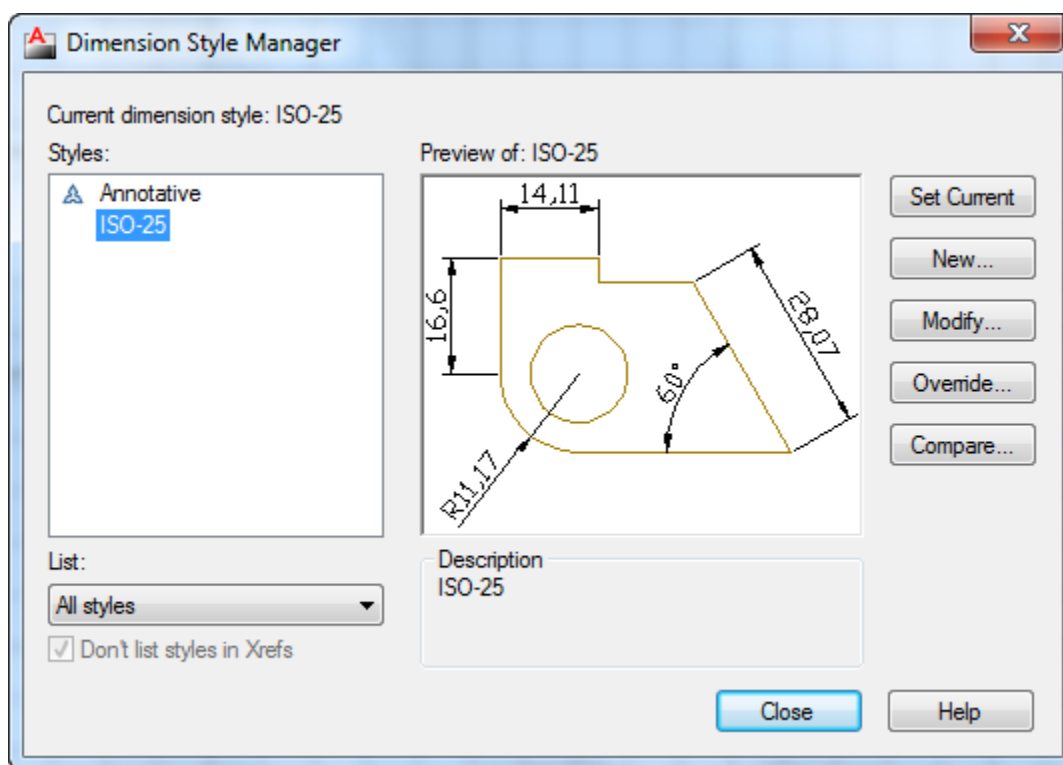 Dimension Style Manager
Current dimension style: ISO-25
Styles:
Annotative
ISO-25
Preview of: ISO-25
14,11
16,6
28,07
60°
R11,17
Set Current
New...
Modify...
Override...
Compare...
List:
All styles
Don't list styles in Xrefs
Description
ISO-25
Close
Help